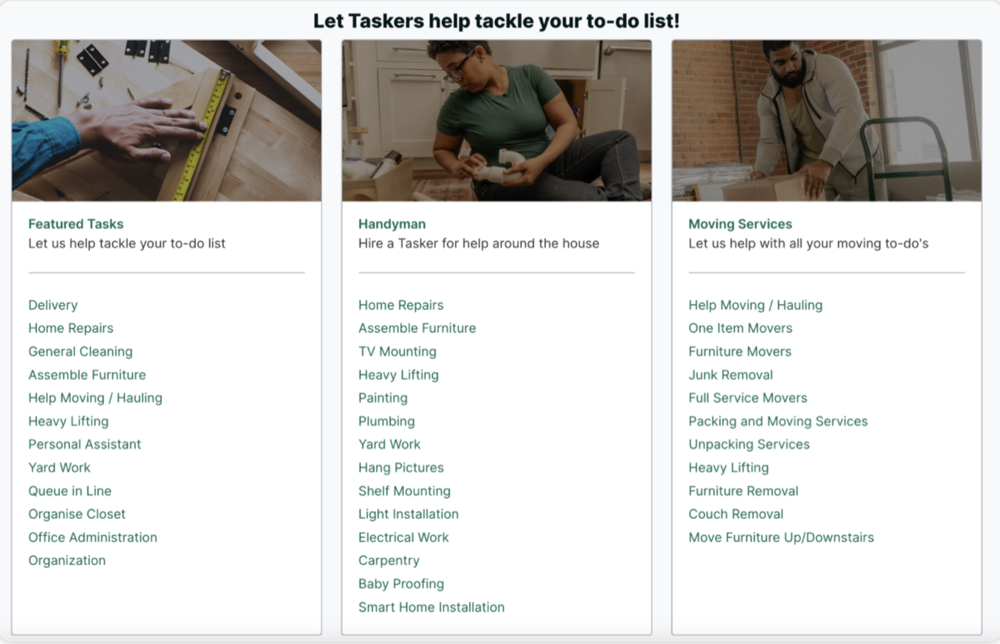 Let Taskers help tackle your to-do list!
Featured Tasks
Let us help tackle your to-do list
Delivery
Home Repairs
General Cleaning
Assemble Furniture
Help Moving / Hauling
Heavy Lifting
Personal Assistant
Yard Work
Queue in Line
Organise Closet
Office Administration
Organization
Handyman
Hire a Tasker for help around the house
Home Repairs
Assemble Furniture
TV Mounting
Heavy Lifting
Painting
Plumbing
Yard Work
Hang Pictures
Shelf Mounting
Light Installation
Electrical Work
Carpentry
Baby Proofing
Smart Home Installation
Moving Services
Let us help with all your moving to-do's
Help Moving / Hauling
One Item Movers
Furniture Movers
Junk Removal
Full Service Movers
Packing and Moving Services
Unpacking Services
Heavy Lifting
Furniture Removal
Couch Removal
Move Furniture Up/Downstairs